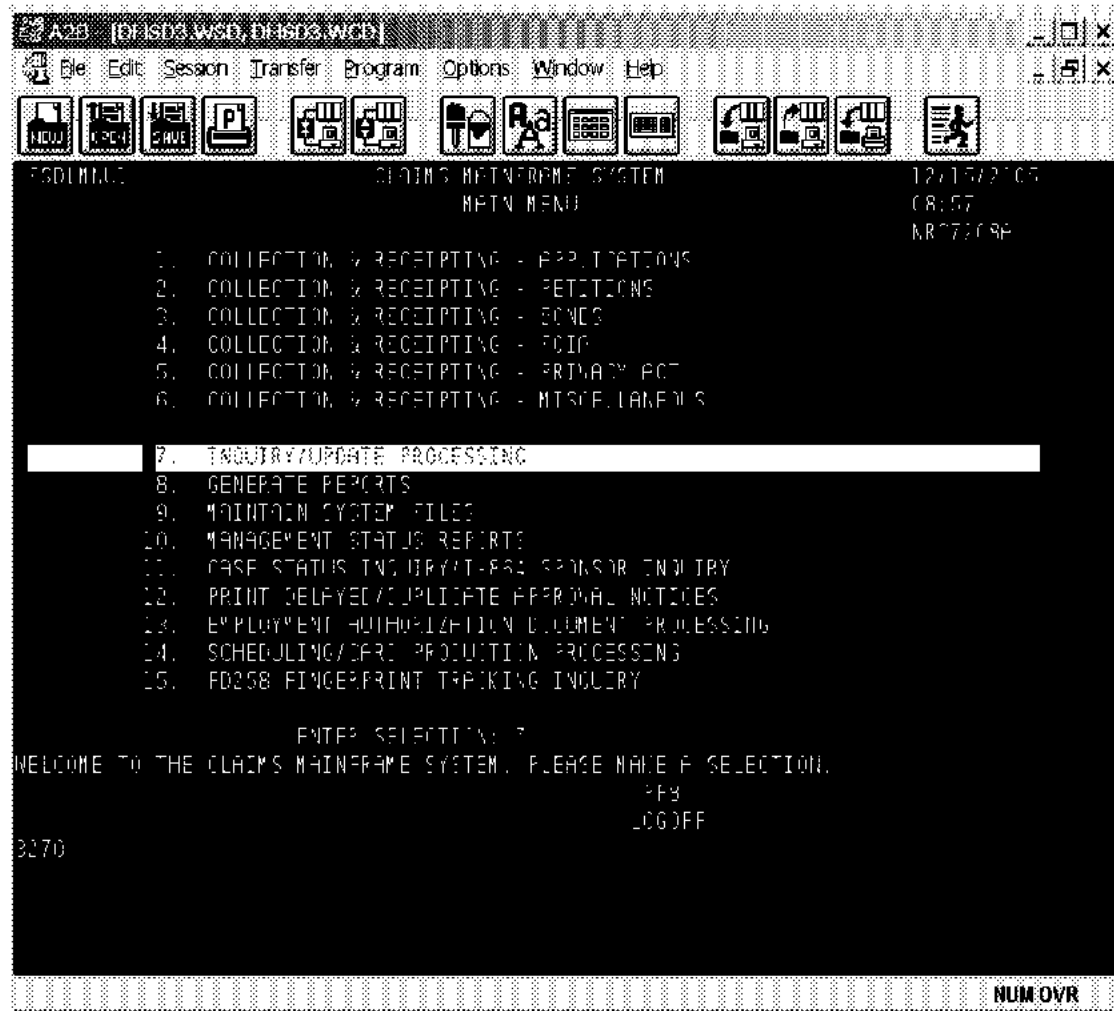 A2B - [DFISD3.WSD, DFISD3.WCD]
File Edit Session Transfer Program Options Window Help
NEW OPEN SAVE P
CLAIMS MAINFRAME SYSTEM
MAIN MENU
08:57
1. COLLECTION & RECEIPTING - APPLICATIONS
2. COLLECTION & RECEIPTING - PETITIONS
3. COLLECTION & RECEIPTING - BONDS
4. COLLECTION & RECEIPTING - FOIA
5. COLLECTION & RECEIPTING - PRIVACY ACT
6. COLLECTION & RECEIPTING - MISCELLANEOUS
7. INQUIRY/UPDATE PROCESSING
8. GENERATE REPORTS
9. MAINTAIN SYSTEM FILES
10. MANAGEMENT STATUS REPORTS
11. CASE STATUS INQUIRY/I-864 SPONSOR INQUIRY
12. PRINT DELAYED/DUPLICATE APPROVAL NOTICES
13. EMPLOYMENT AUTHORIZATION DOCUMENT PROCESSING
14. SCHEDULING/CARD PRODUCTION PROCESSING
15. FD258 FINGERPRINT TRACKING INQUIRY
ENTER SELECTION: 7
WELCOME TO THE CLAIMS MAINFRAME SYSTEM. PLEASE MAKE A SELECTION.
LOGOFF
3270
NUM OVR